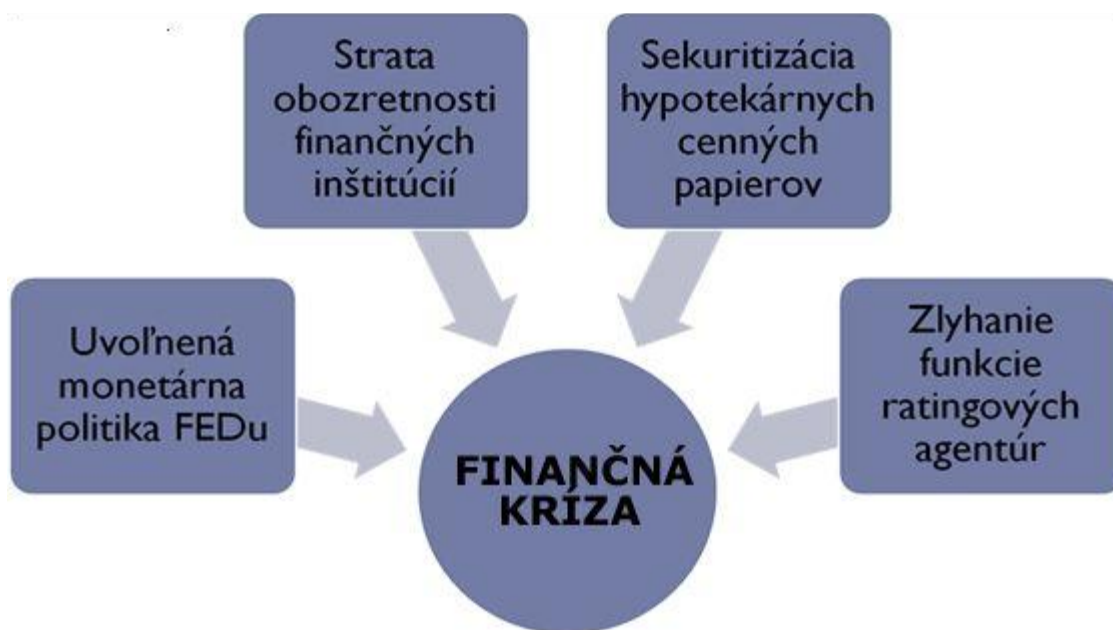 Strata
obozretnosti
finančných
inštitúcií
Sekuritizácia
hypotekárnych
cenných
papierov
Uvoľnená
monetárna
politika FEDu
Zlyhanie
funkcie
ratingových
agentúr
FINANČNÁ
KRÍZA